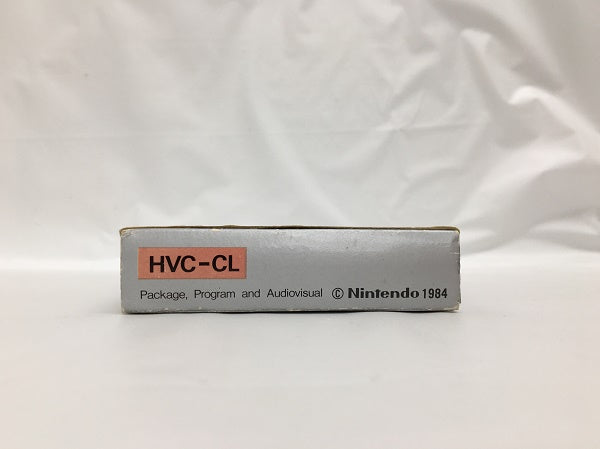 HVC-CL
Package, Program and Audiovisual © Nintendo 1984